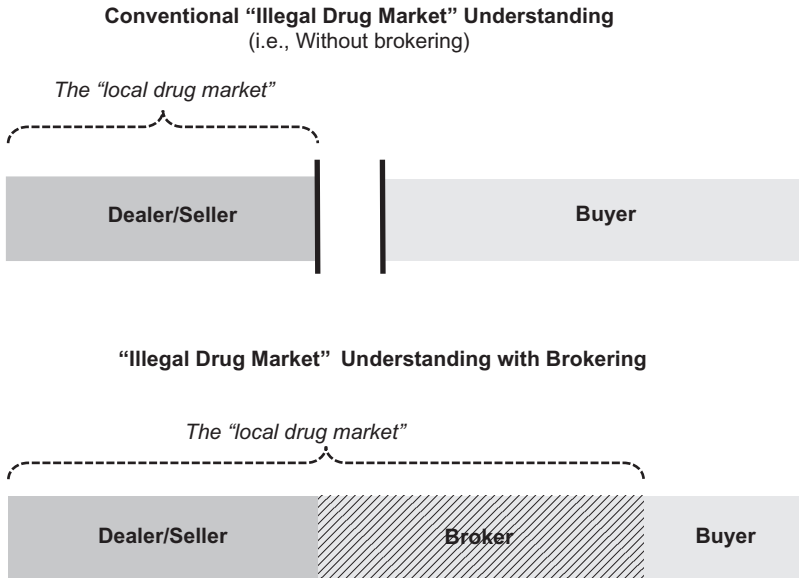 Conventional “Illegal Drug Market” Understanding
(i.e., Without brokering)
The “local drug market”
Dealer/Seller
Buyer
“Illegal Drug Market” Understanding with Brokering
The “local drug market”
Dealer/Seller
Broker
Buyer